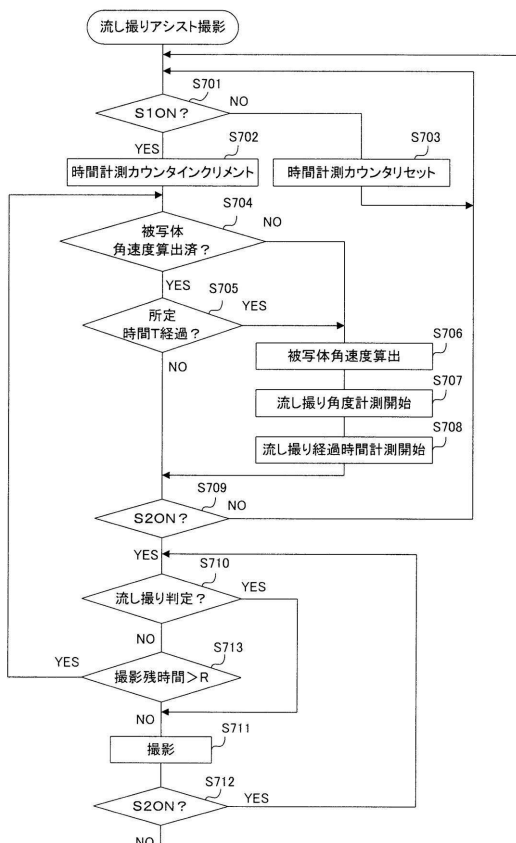 流し撮りアシスト撮影
S701
S1ON?
NO
YES
S702
S703
時間計測カウンタインクリメント
時間計測カウンタリセット
S704
NO
被写体
角速度算出済?
YES
S705
YES
所定
時間T経過?
NO
S706
被写体角速度算出
S707
流し撮り角度計測開始
S708
流し撮り経過時間計測開始
S709
S2ON?
NO
YES
S710
YES
流し撮り判定?
NO
S713
YES
撮影残時間>R
NO
S711
撮影
S712
S2ON?
YES
NO